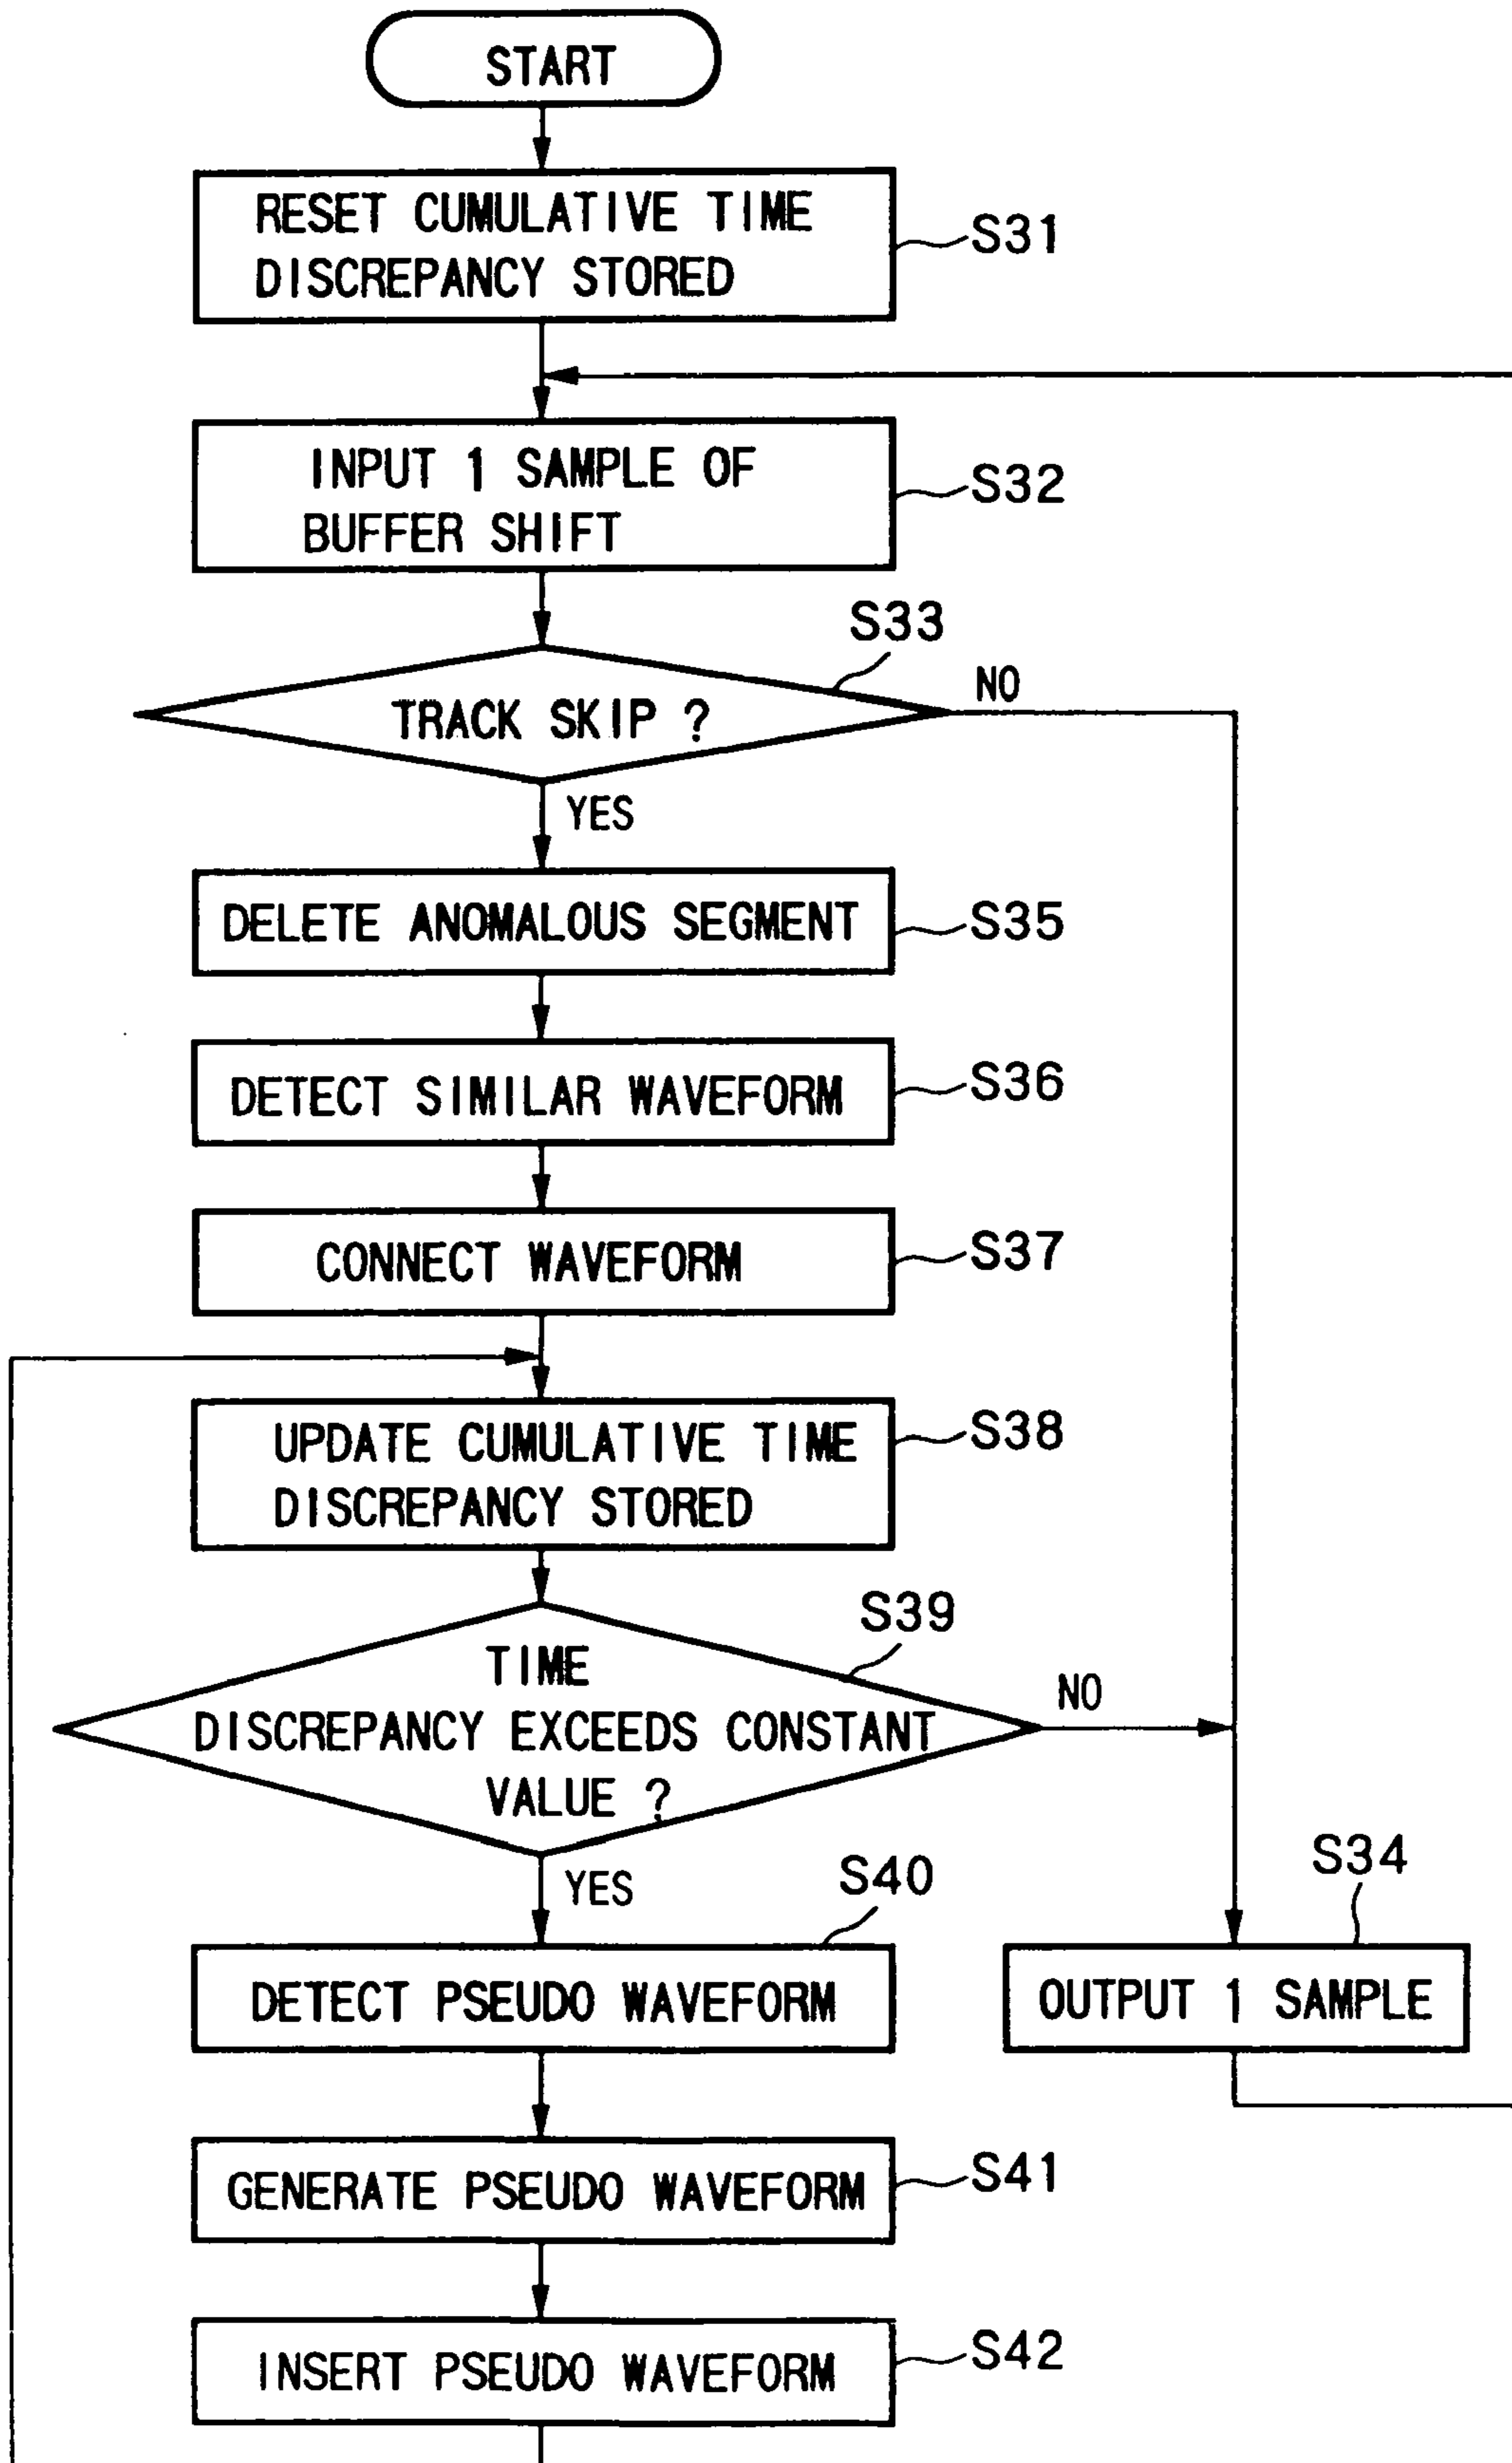 START
RESET CUMULATIVE TIME
DISCREPANCY STORED
S31
INPUT 1 SAMPLE OF
BUFFER SHIFT
S32
S33
TRACK SKIP ?
NO
YES
DELETE ANOMALOUS SEGMENT
S35
DETECT SIMILAR WAVEFORM
S36
CONNECT WAVEFORM
S37
UPDATE CUMULATIVE TIME
DISCREPANCY STORED
S38
S39
TIME
DISCREPANCY EXCEEDS CONSTANT
VALUE ?
NO
YES
S40
DETECT PSEUDO WAVEFORM
S34
OUTPUT 1 SAMPLE
GENERATE PSEUDO WAVEFORM
S41
INSERT PSEUDO WAVEFORM
S42